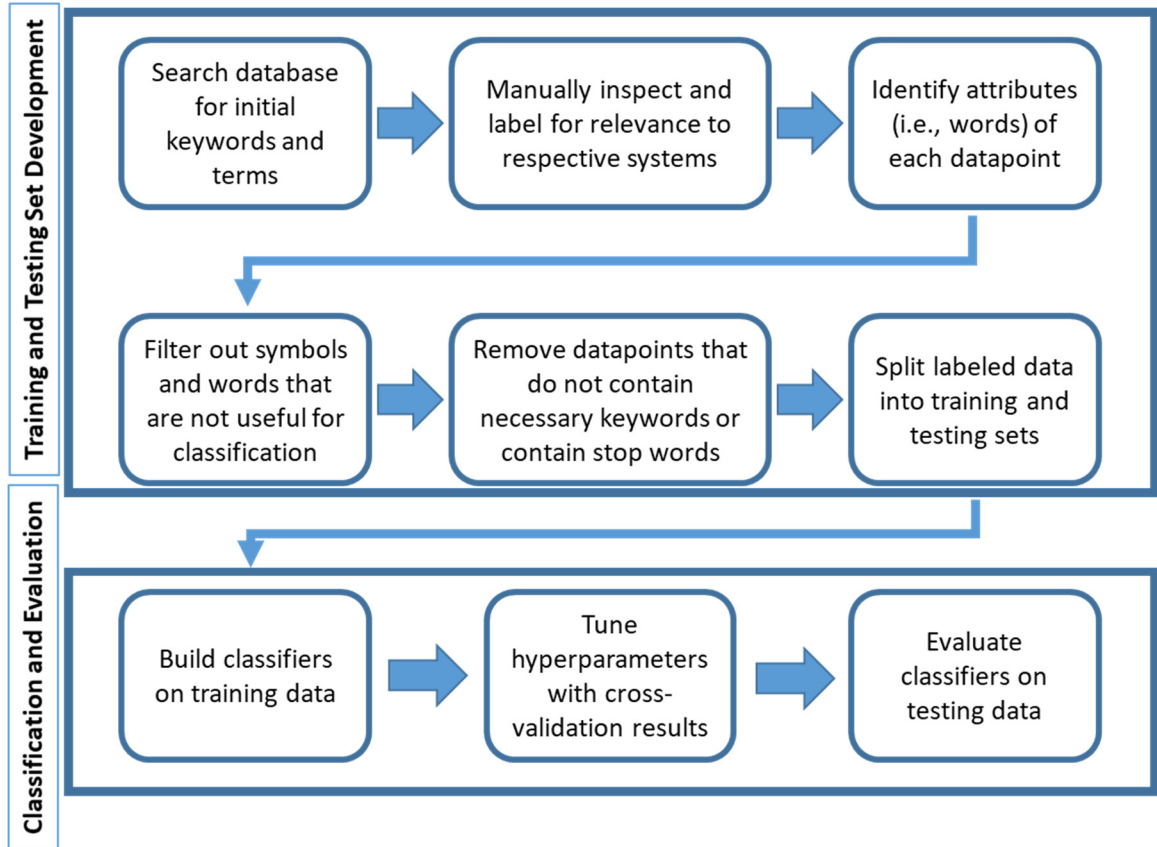 Training and Testing Set Development
Search database
for initial
keywords and
terms
Manually inspect and
label for relevance to
respective systems
Identify attributes
(i.e., words) of
each datapoint
Filter out symbols
and words that
are not useful for
classification
Remove datapoints that
do not contain
necessary keywords or
contain stop words
Split labeled data
into training and
testing sets
Classification and Evaluation
Build classifiers
on training data
Tune
hyperparameters
with cross-
validation results
Evaluate
classifiers on
testing data